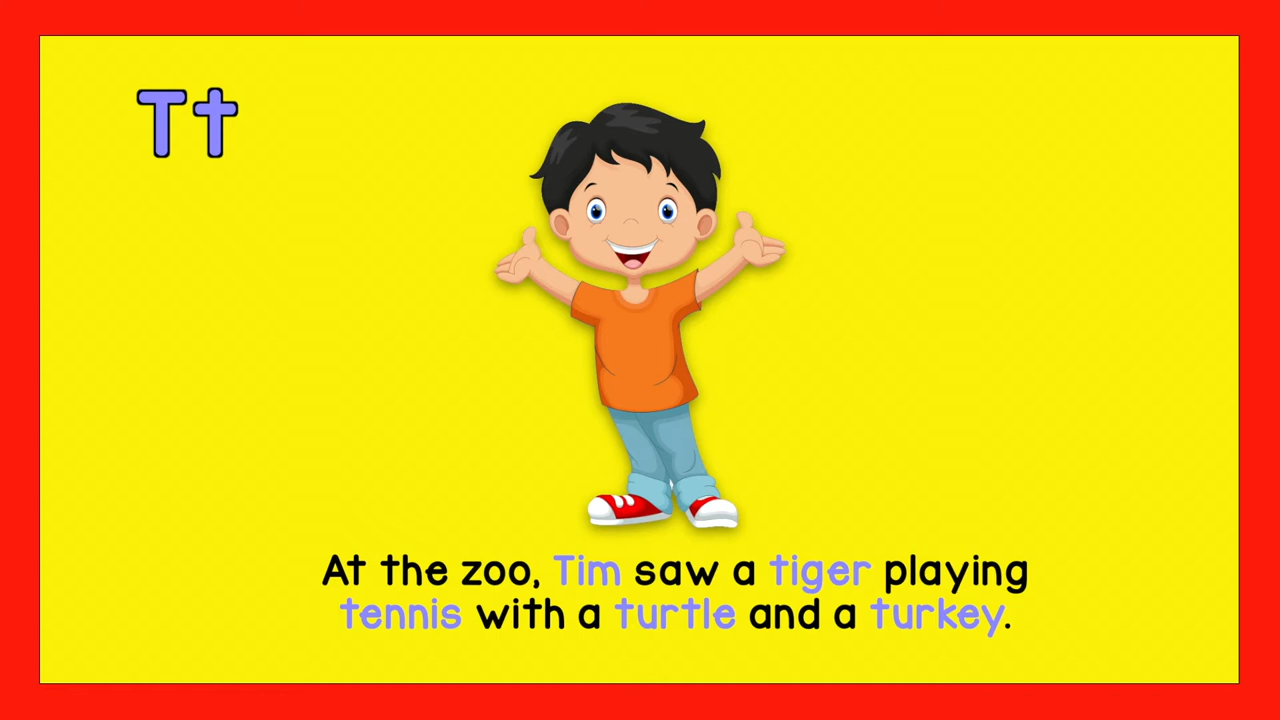 Tt
At the zoo, Tim saw a tiger playing
tennis with a turtle and a turkey.